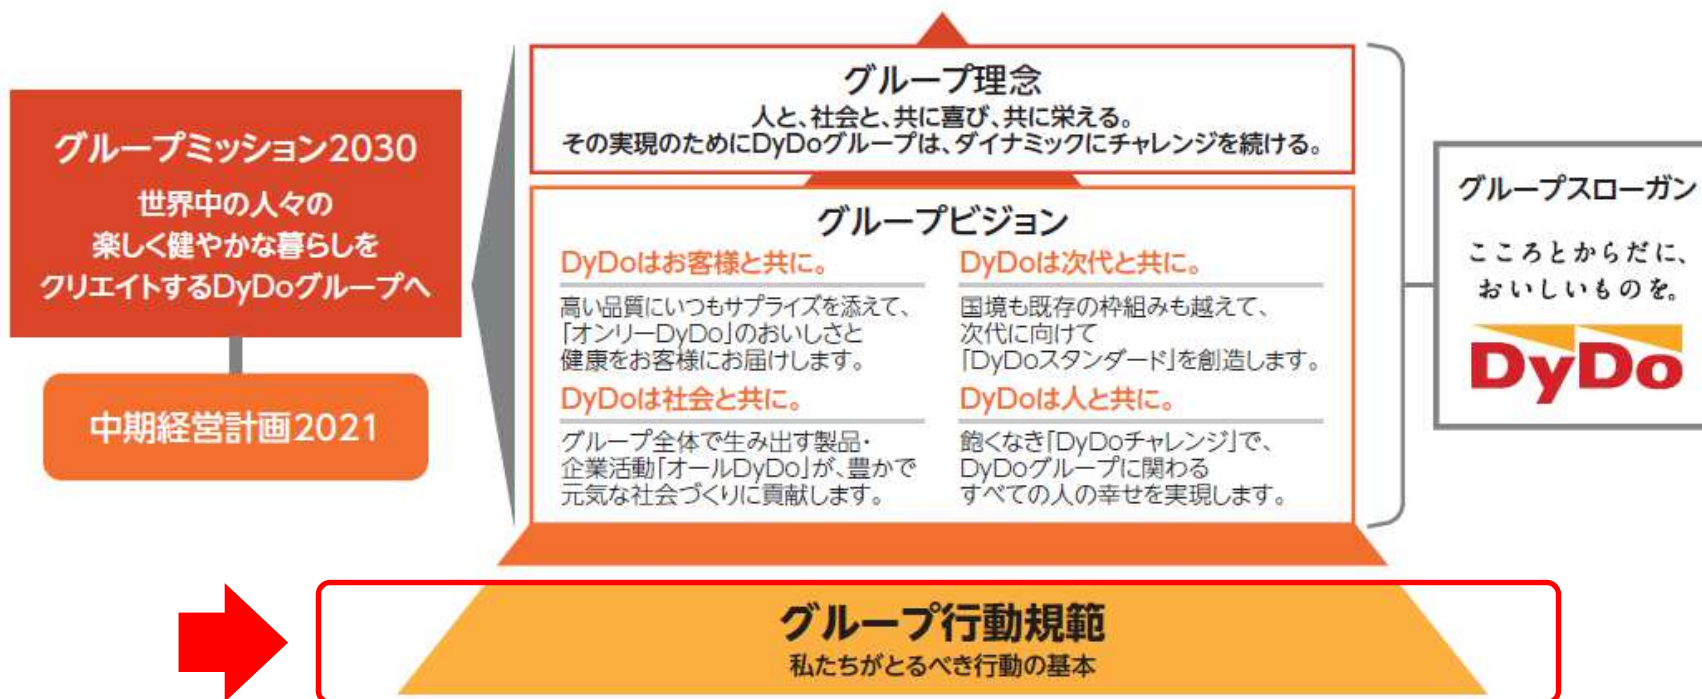 グループミッション2030
世界中の人々の
楽しく健やかな暮らしを
クリエイトするDyDoグループへ
中期経営計画2021
グループ理念
人と、社会と、共に喜び、共に栄える。
その実現のためにDyDoグループは、ダイナミックにチャレンジを続ける。
グループビジョン
DyDoはお客様と共に。
高い品質にいつもサプライズを添えて、
「オンリーDyDo」のおいしさと
健康をお客様にお届けします。
DyDoは次代と共に。
国境も既存の枠組みも越えて、
次代に向けて
「DyDoスタンダード」を創造します。
DyDoは社会と共に。
グループ全体で生み出す製品・
企業活動「オールDyDo」が、豊かで
元気な社会づくりに貢献します。
DyDoは人と共に。
飽くなき「DyDoチャレンジ」で、
DyDoグループに関わる
すべての人の幸せを実現します。
グループスローガン
こころとからだに、
おいしいものを。
DyDo
グループ行動規範
私たちがとるべき行動の基本